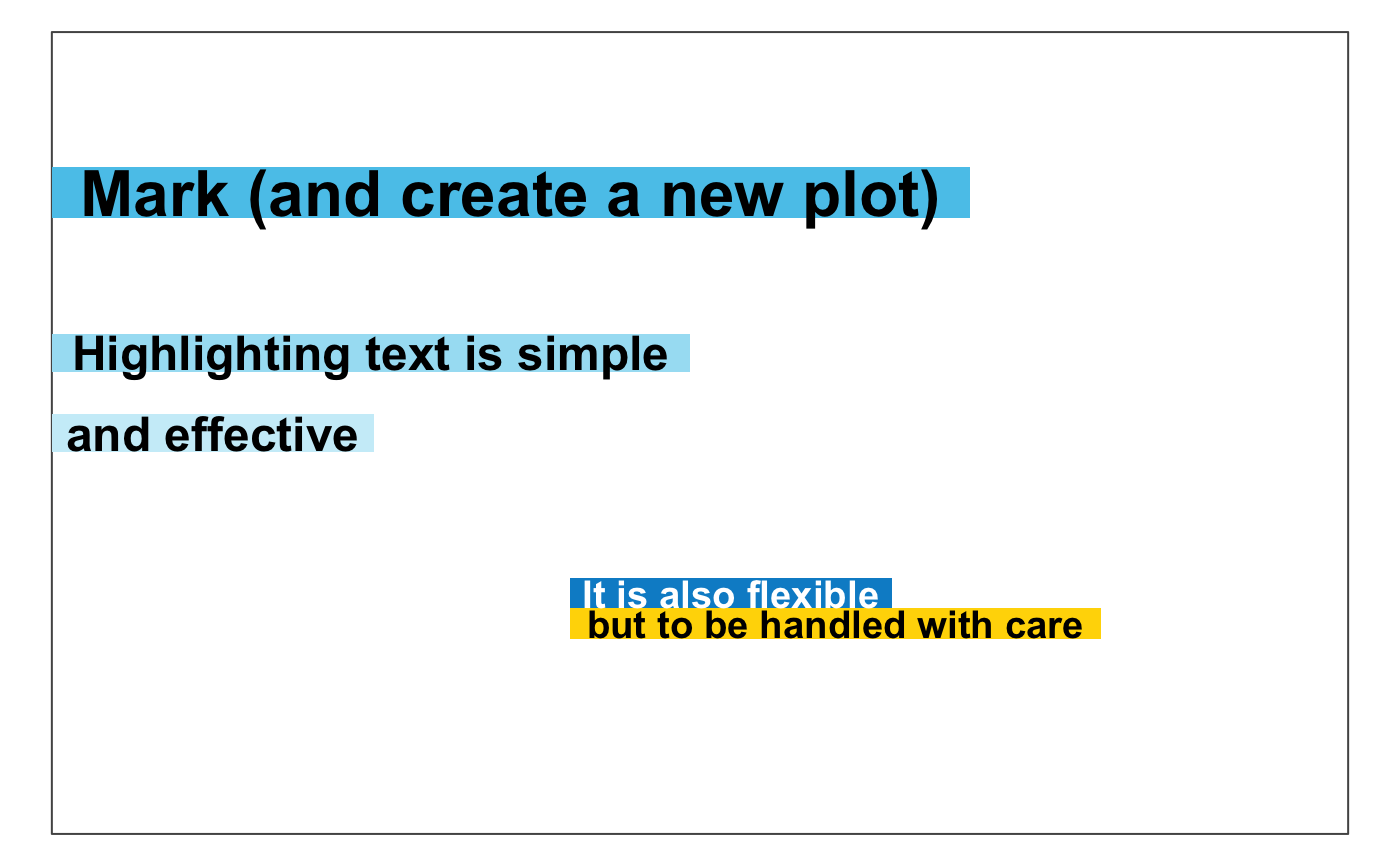 Mark (and create a new plot)
Highlighting text is simple
and effective
It is also flexible
but to be handled with care